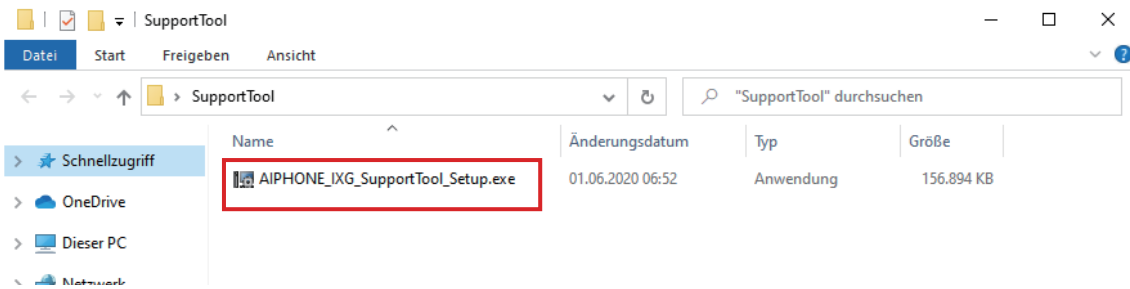 SupportTool
Datei Start Freigeben Ansicht ?
SupportTool "SupportTool" durchsuchen
Name Änderungsdatum Typ Größe
Schnellzugriff
AIPHONE_IXG_SupportTool_Setup.exe 01.06.2020 06:52 Anwendung 156.894 KB
OneDrive
Dieser PC
Netzwerk